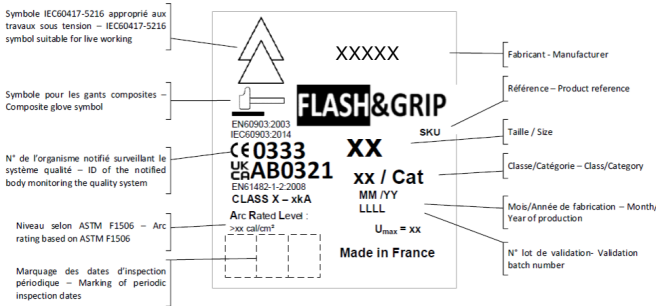 Symbole IEC60417-5216 approprié aux
travaux sous tension – IEC60417-5216
symbol suitable for live working
Symbole pour les gants composites –
Composite glove symbol
N° de l'organisme notifié surveillant le
système qualité – ID of the notified
body monitoring the quality system
Niveau selon ASTM F1506 – Arc
rating based on ASTM F1506
Marquage des dates d'inspection
périodique – Marking of periodic
inspection dates
XXXXX
FLASH&GRIP
EN60903:2003
IEC60903:2014
SKU
CE 0333
UKCA AB0321
EN61482-1-2:2008
CLASS X – xkA
Arc Rated Level :
>xx cal/cm²
xx
xx / Cat
MM /YY
LLLL
Umax = xx
Made in France
Fabricant - Manufacturer
Référence – Product reference
Taille / Size
Classe/Catégorie – Class/Category
Mois/Année de fabrication – Month/
Year of production
N° lot de validation- Validation
batch number